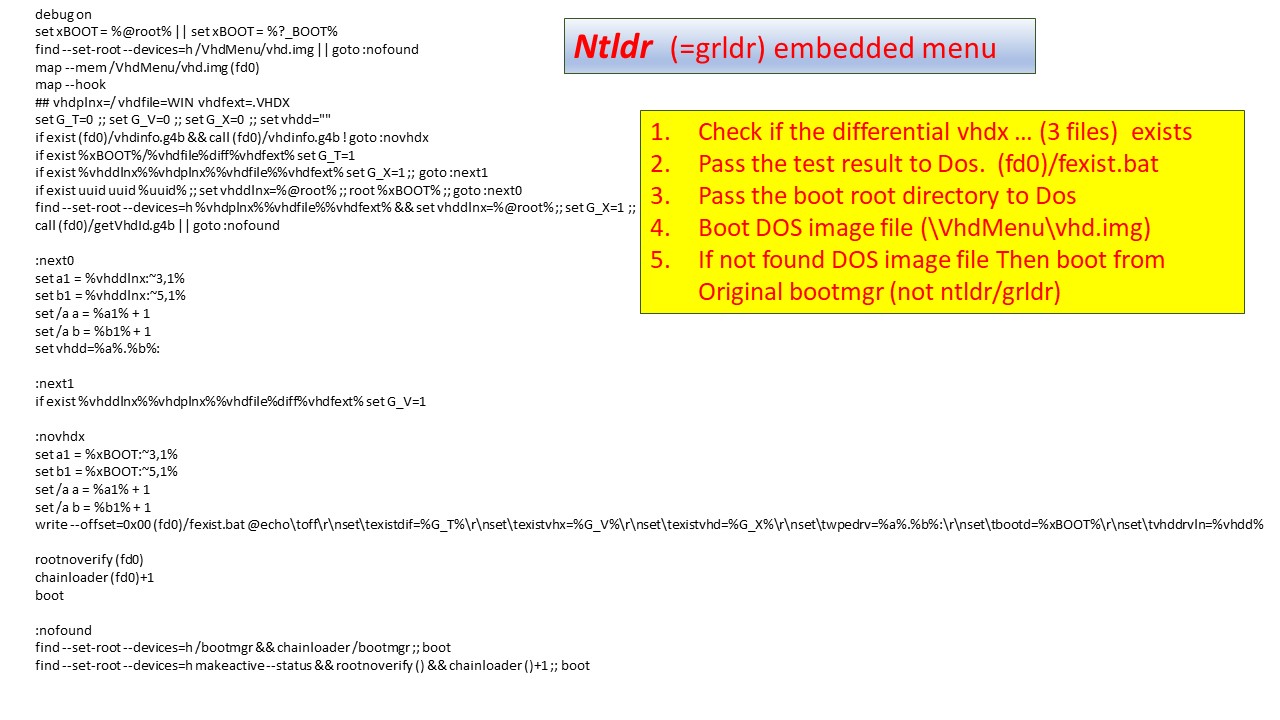 debug on
set xBOOT = %@root% || set xBOOT = %?_BOOT%
find --set-root --devices=h /VhdMenu/vhd.img || goto :nofound
map --mem /VhdMenu/vhd.img (fd0)
map --hook
## vhdplnx=/ vhdfile=WIN vhdfext=.VHDX
set G_T=0 ;; set G_V=0 ;; set G_X=0 ;; set vhdd=""
if exist (fd0)/vhdinfo.g4b && call (fd0)/vhdinfo.g4b ! goto :novhdx
if exist %xBOOT%/%vhdfile%diff%vhdfext% set G_T=1
if exist %vhddlnx%%vhdplnx%%vhdfile%%vhdfext% set G_X=1 ;; goto :next1
if exist uuid uuid %uuid% ;; set vhddlnx=%@root% ;; root %xBOOT% ;; goto :next0
find --set-root --devices=h %vhdplnx%%vhdfile%%vhdfext% && set vhddlnx=%@root% ;; set G_X=1 ;;
call (fd0)/getVhdId.g4b || goto :nofound
:next0
set a1 = %vhddlnx:~3,1%
set b1 = %vhddlnx:~5,1%
set /a a = %a1% + 1
set /a b = %b1% + 1
set vhdd=%a%.%b%:
:next1
if exist %vhddlnx%%vhdplnx%%vhdfile%diff%vhdfext% set G_V=1
:novhdx
set a1 = %xBOOT:~3,1%
set b1 = %xBOOT:~5,1%
set /a a = %a1% + 1
set /a b = %b1% + 1
write --offset=0x00 (fd0)/fexist.bat @echo\toff\r\nset\texistdif=%G_T%\r\nset\texistvhx=%G_V%\r\nset\texistvhd=%G_X%\r\nset\twpedrv=%a%.%b%:\r\nset\tbootd=%xBOOT%\r\nset\tvhddrvln=%vhdd%
rootnoverify (fd0)
chainloader (fd0)+1
boot
:nofound
find --set-root --devices=h /bootmgr && chainloader /bootmgr ;; boot
find --set-root --devices=h makeactive --status && rootnoverify () && chainloader ()+1 ;; boot
Ntldr (=grldr) embedded menu
1. Check if the differential vhdx ... (3 files) exists
2. Pass the test result to Dos. (fd0)/fexist.bat
3. Pass the boot root directory to Dos
4. Boot DOS image file (\VhdMenu\vhd.img)
5. If not found DOS image file Then boot from
Original bootmgr (not ntldr/grldr)